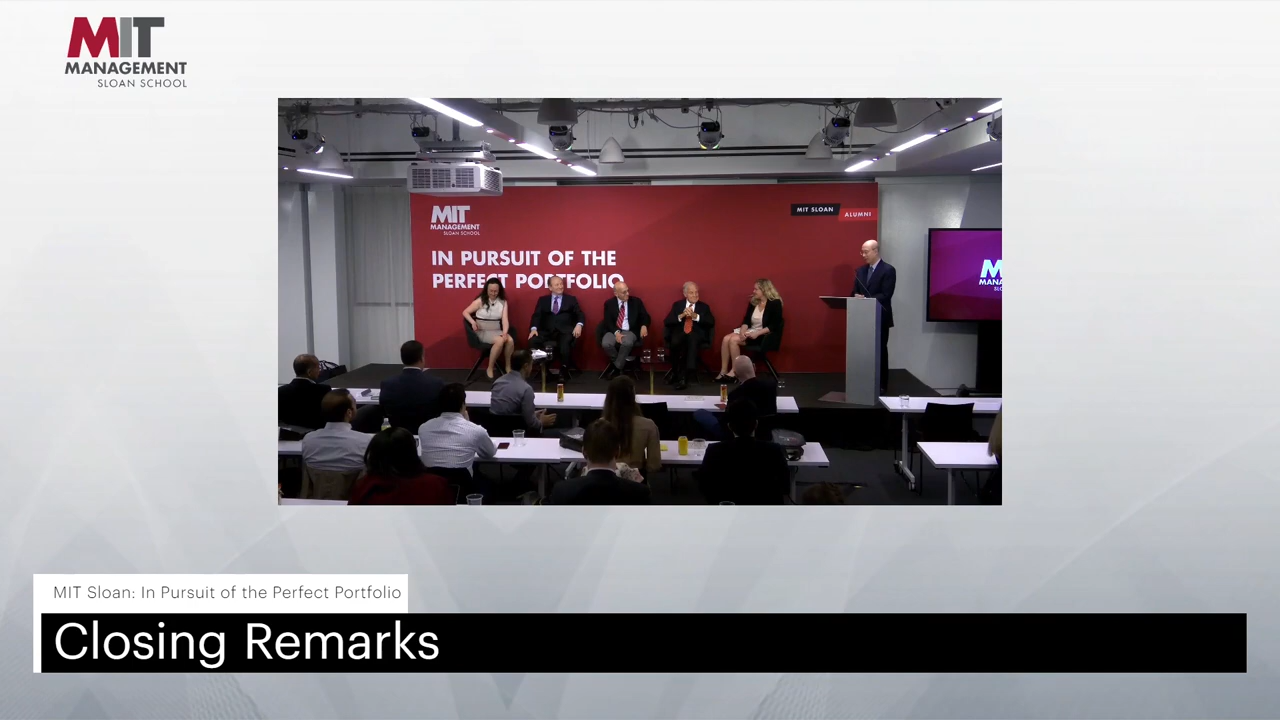 MIT
MANAGEMENT
SLOAN SCHOOL
MIT
MANAGEMENT
SLOAN SCHOOL
MIT SLOAN
ALUMNI
IN PURSUIT OF THE
PERFECT PORTFOLIO
MIT Sloan: In Pursuit of the Perfect Portfolio
Closing Remarks